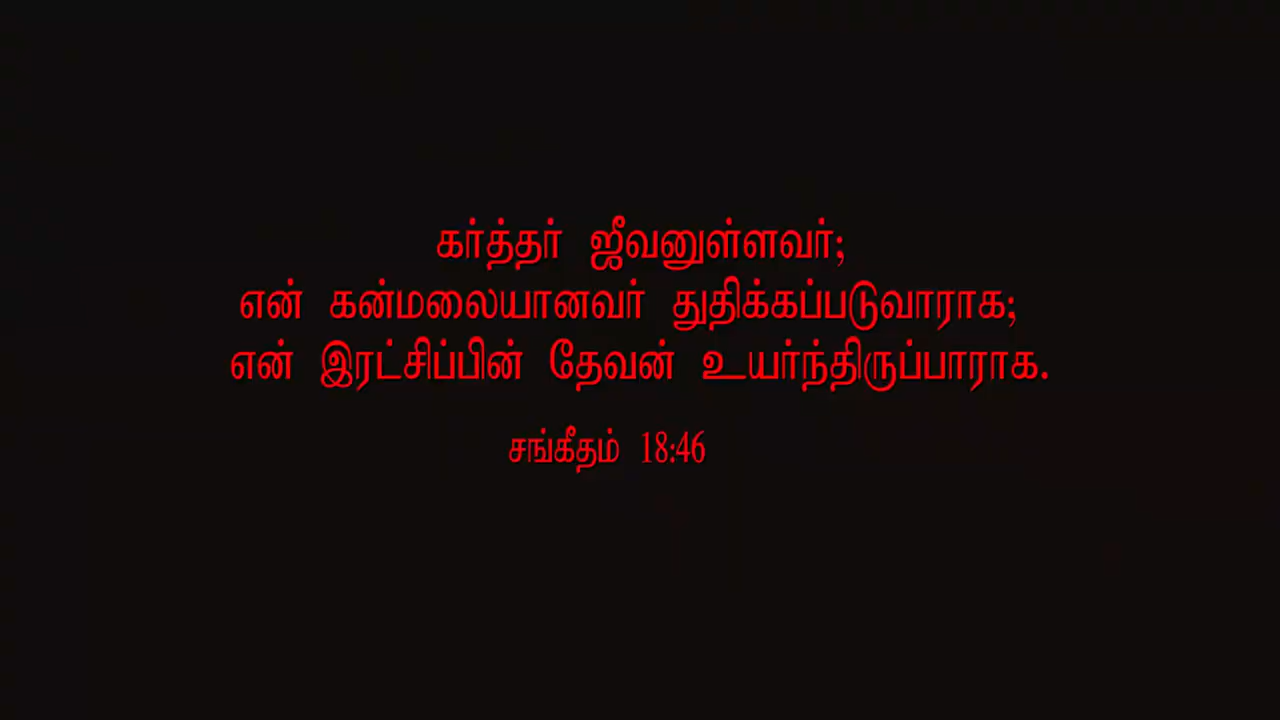 கர்த்தர் ஜீவனுள்ளவர்;
என் கன்மலையானவர் துதிக்கப்படுவாராக;
என் இரட்சிப்பின் தேவன் உயர்ந்திருப்பாராக.
சங்கீதம் 18:46